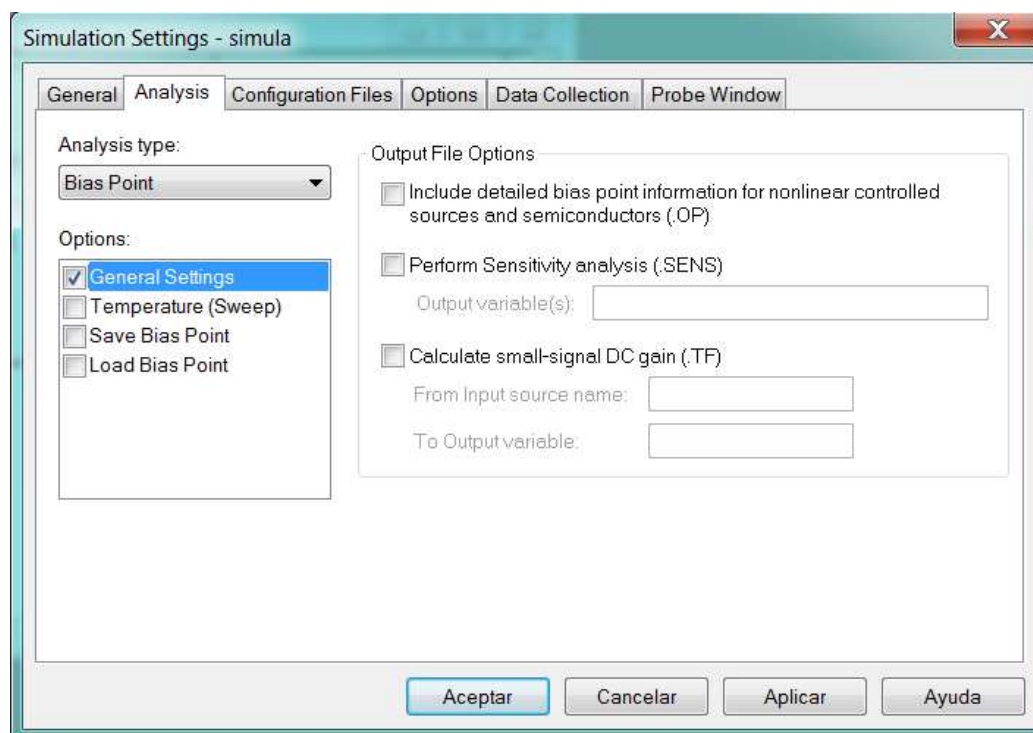 Simulation Settings - simula
General Analysis Configuration Files Options Data Collection Probe Window
Analysis type:
Bias Point
Options:
General Settings
Temperature (Sweep)
Save Bias Point
Load Bias Point
Output File Options
Include detailed bias point information for nonlinear controlled
sources and semiconductors (.OP)
Perform Sensitivity analysis (.SENS)
Output variable(s):
Calculate small-signal DC gain (.TF)
From Input source name:
To Output variable:
Aceptar Cancelar Aplicar Ayuda